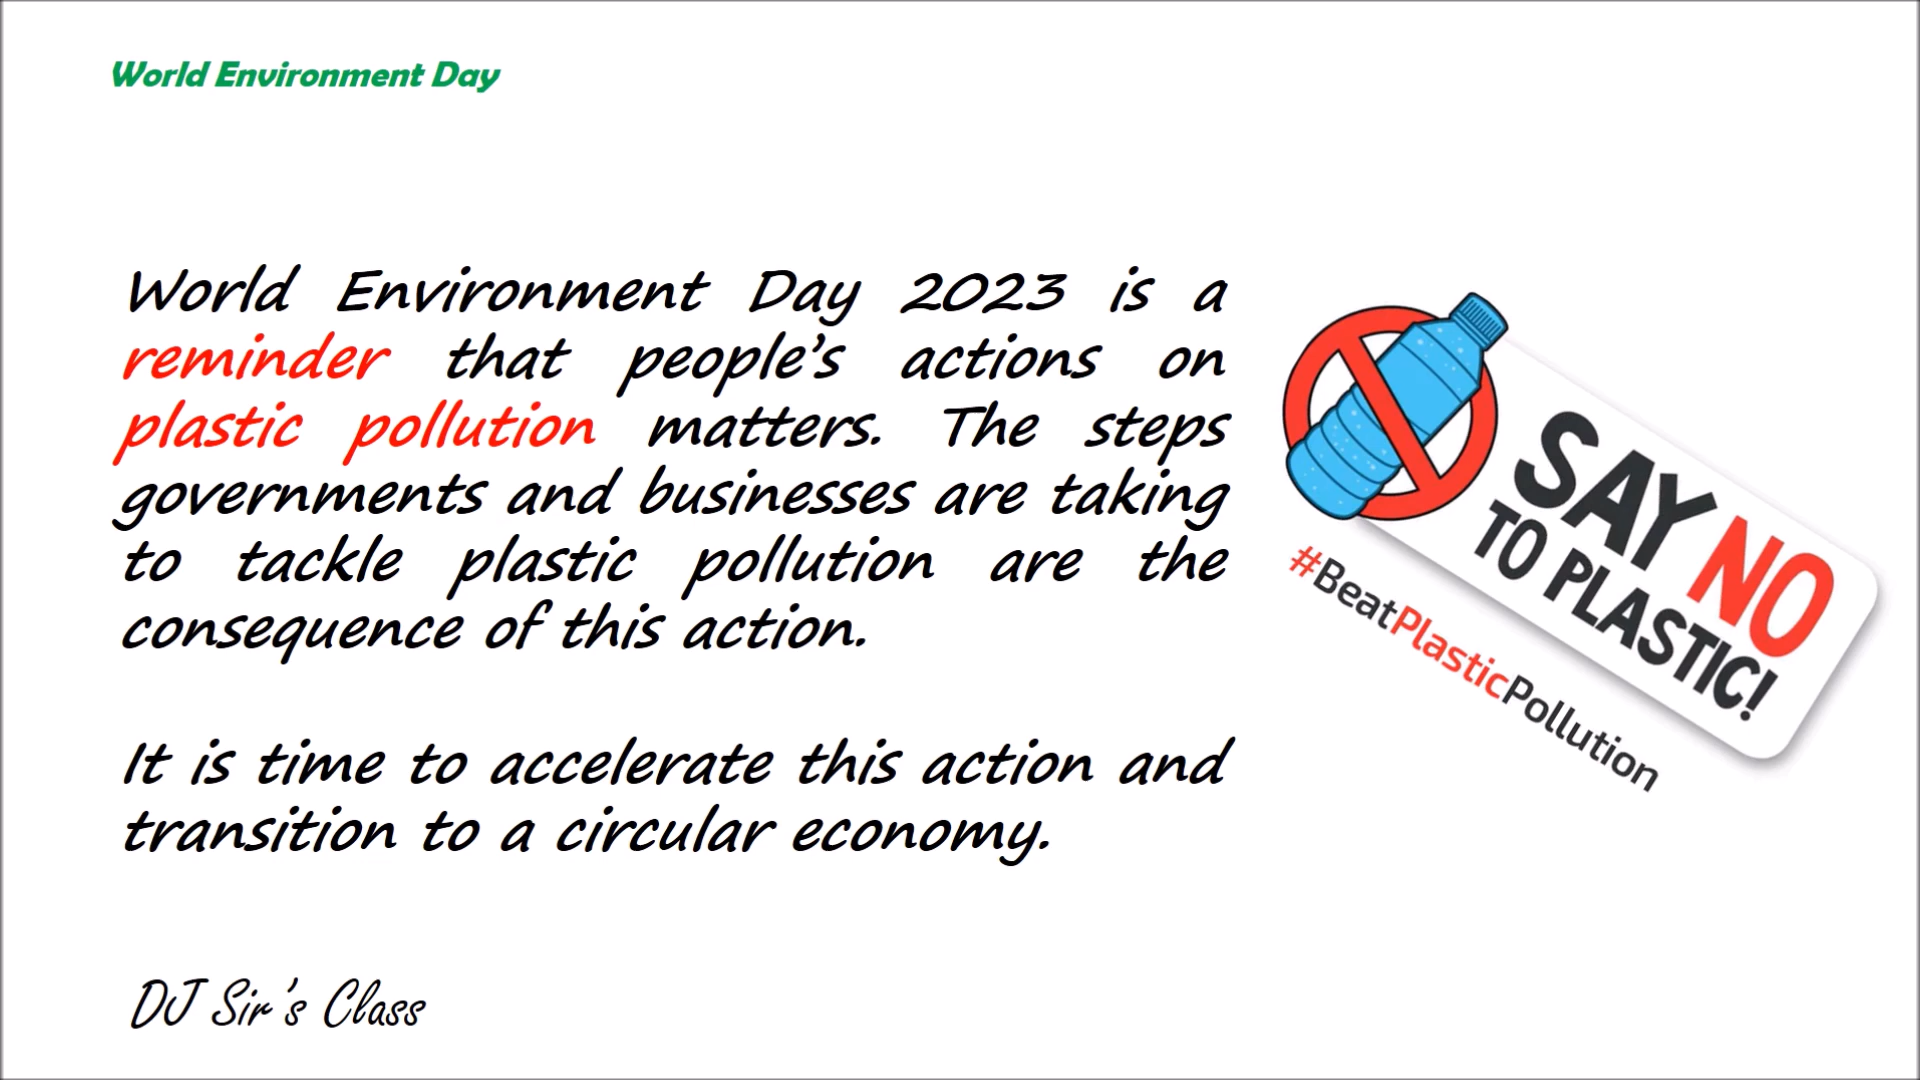 World Environment Day
World Environment Day 2023 is a
reminder that people's actions on
plastic pollution matters. The steps
governments and businesses are taking
to tackle plastic pollution are the
consequence of this action.
It is time to accelerate this action and
transition to a circular economy.
SAY NO
TO PLASTIC!
#BeatPlasticPollution
DJ Sir's Class